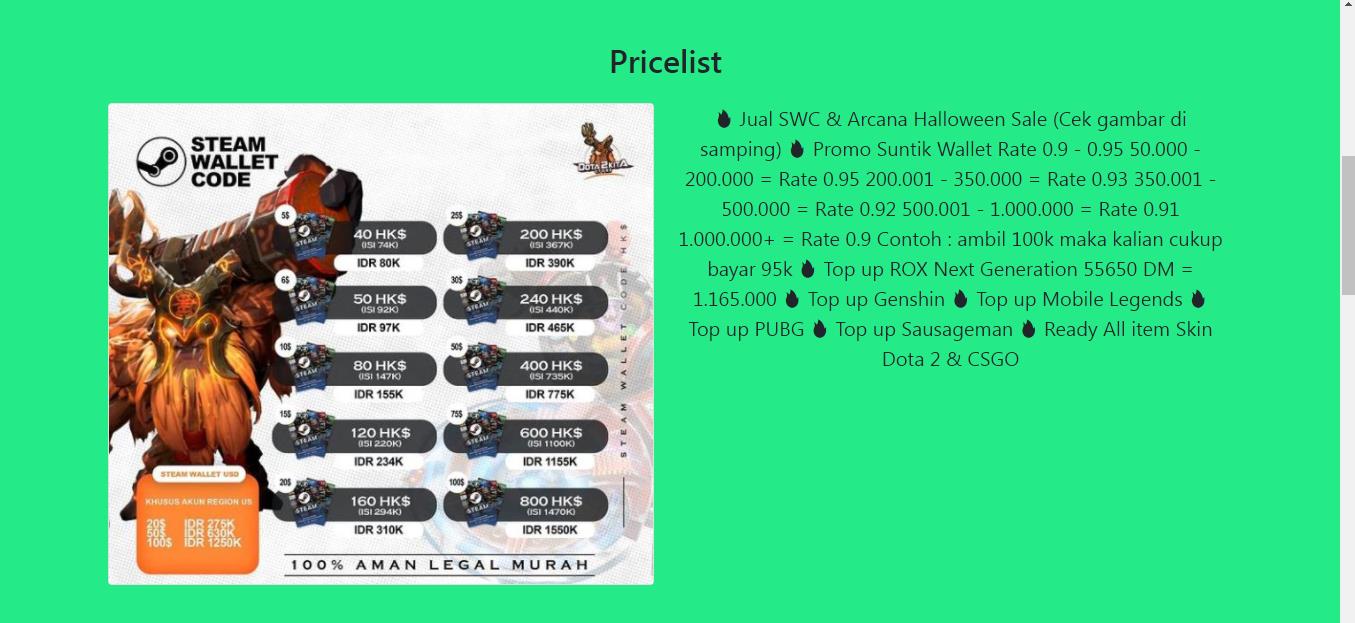 Pricelist
STEAM
WALLET
CODE
DOTA2KITA
5$
40 HK$
(ISI 74K)
IDR 80K
6$
50 HK$
(ISI 92K)
IDR 97K
10$
80 HK$
(ISI 147K)
IDR 155K
15$
120 HK$
(ISI 220K)
IDR 234K
20$
160 HK$
(ISI 294K)
IDR 310K
25$
200 HK$
(ISI 367K)
IDR 390K
30$
240 HK$
(ISI 440K)
IDR 465K
50$
400 HK$
(ISI 735K)
IDR 775K
75$
600 HK$
(ISI 1100K)
IDR 1155K
100$
800 HK$
(ISI 1470K)
IDR 1550K
STEAM WALLET CODE HK$
STEAM WALLET USD
KHUSUS AKUN REGION US
20$ IDR 275K
50$ IDR 630K
100$ IDR 1250K
100% AMAN LEGAL MURAH
🔥 Jual SWC & Arcana Halloween Sale (Cek gambar di
samping) 🔥 Promo Suntik Wallet Rate 0.9 - 0.95 50.000 -
200.000 = Rate 0.95 200.001 - 350.000 = Rate 0.93 350.001 -
500.000 = Rate 0.92 500.001 - 1.000.000 = Rate 0.91
1.000.000+ = Rate 0.9 Contoh : ambil 100k maka kalian cukup
bayar 95k 🔥 Top up ROX Next Generation 55650 DM =
1.165.000 🔥 Top up Genshin 🔥 Top up Mobile Legends 🔥
Top up PUBG 🔥 Top up Sausageman 🔥 Ready All item Skin
Dota 2 & CSGO